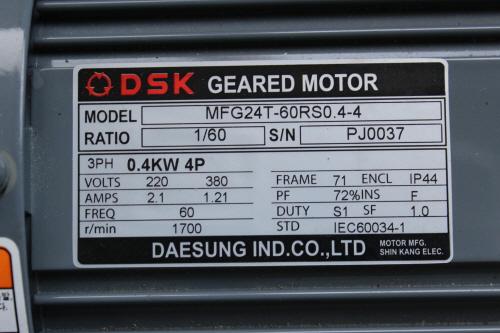 DSK GEARED MOTOR
MODEL MFG24T-60RS0.4-4
RATIO 1/60 S/N PJ0037
3PH 0.4KW 4P
VOLTS 220 380 FRAME 71 ENCL IP44
AMPS 2.1 1.21 PF 72% INS F
FREQ 60 DUTY S1 SF 1.0
r/min 1700 STD IEC60034-1
DAESUNG IND.CO.,LTD MOTOR MFG.
SHIN KANG ELEC.